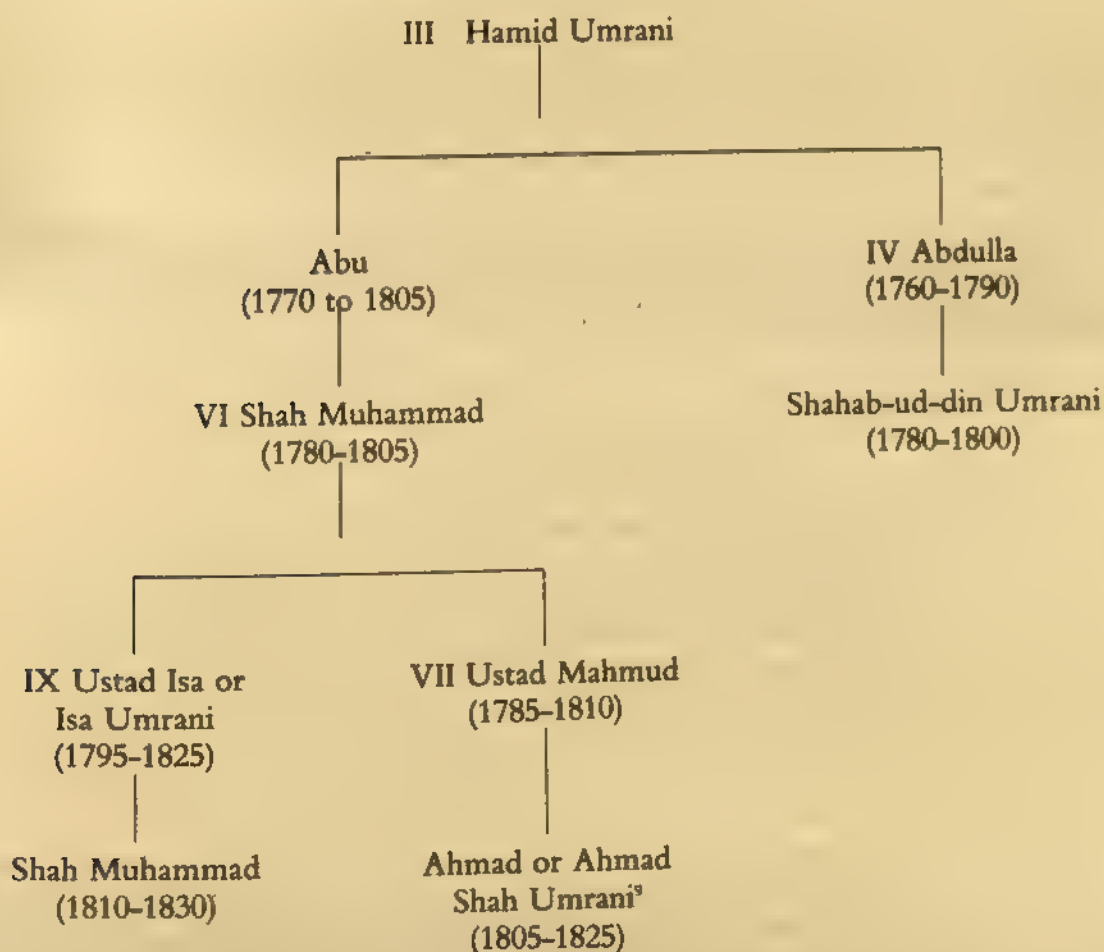 III Hamid Umrani
Abu
(1770 to 1805)
IV Abdulla
(1760–1790)
VI Shah Muhammad
(1780–1805)
Shahab-ud-din Umrani
(1780–1800)
IX Ustad Isa or
Isa Umrani
(1795–1825)
VII Ustad Mahmud
(1785–1810)
Shah Muhammad
(1810–1830)
Ahmad or Ahmad
Shah Umrani⁹
(1805–1825)